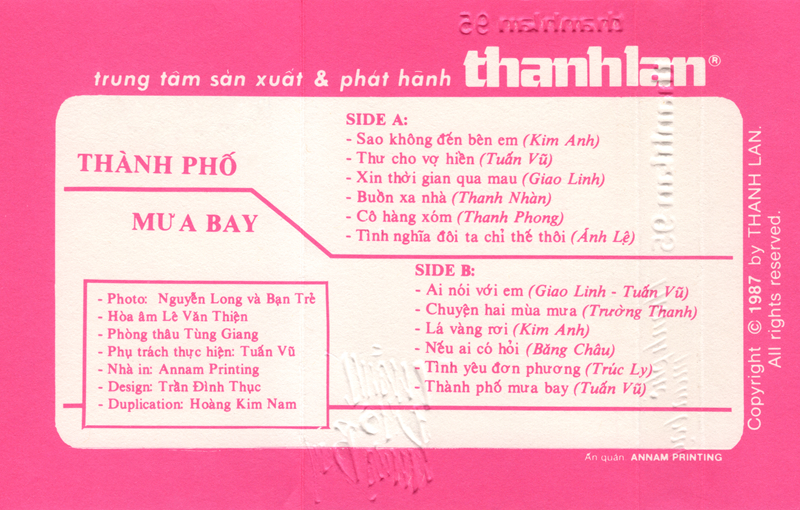 thanhlan 95
trung tâm sản xuất & phát hành thanhlan®
THÀNH PHỐ
MƯA BAY
SIDE A:
- Sao không đến bên em (Kim Anh)
- Thư cho vợ hiền (Tuấn Vũ)
- Xin thời gian qua mau (Giao Linh)
- Buồn xa nhà (Thanh Nhàn)
- Cô hàng xóm (Thanh Phong)
- Tình nghĩa đôi ta chỉ thế thôi (Ánh Lệ)
SIDE B:
- Ai nói với em (Giao Linh - Tuấn Vũ)
- Chuyện hai mùa mưa (Trường Thanh)
- Lá vàng rơi (Kim Anh)
- Nếu ai có hỏi (Băng Châu)
- Tình yêu đơn phương (Trúc Ly)
- Thành phố mưa bay (Tuấn Vũ)
- Photo: Nguyễn Long và Bạn Trẻ
- Hòa âm Lê Văn Thiện
- Phòng thâu Tùng Giang
- Phụ trách thực hiện: Tuấn Vũ
- Nhà in: Annam Printing
- Design: Trần Đình Thục
- Duplication: Hoàng Kim Nam
Ấn quán ANNAM PRINTING
Copyright © 1987 by THANH LAN.
All rights reserved.